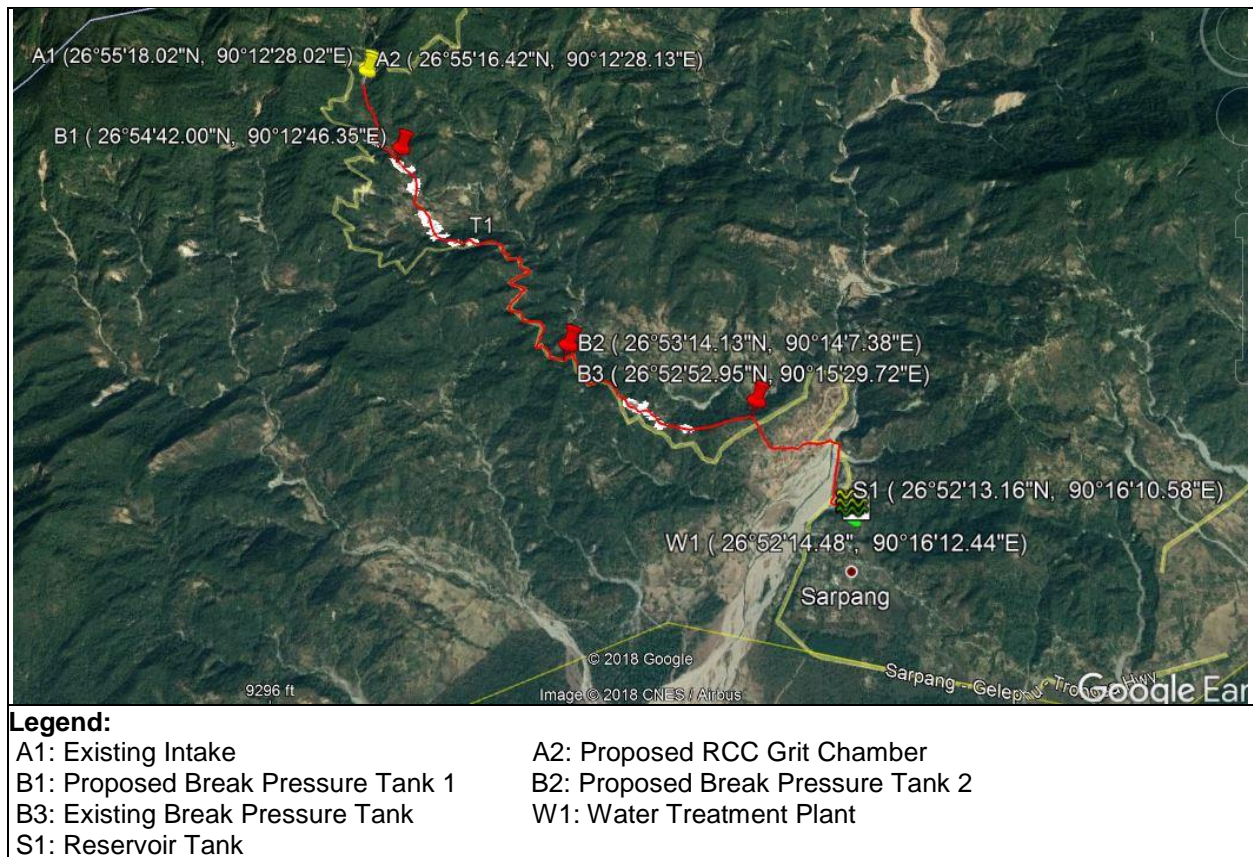 A1 (26°55'18.02"N, 90°12'28.02"E) A2 ( 26°55'16.42"N, 90°12'28.13"E)
B1 ( 26°54'42.00"N, 90°12'46.35"E)
T1
B2 ( 26°53'14.13"N, 90°14'7.38"E)
B3 ( 26°52'52.95"N, 90°15'29.72"E)
S1 ( 26°52'13.16"N, 90°16'10.58"E)
W1 ( 26°52'14.48", 90°16'12.44"E)
Sarpang
© 2018 Google
Sarpang - Gelephu - Trongsa Hwy
9296 ft
Image © 2018 CNES / Airbus
Google Ear
Legend:
A1: Existing Intake A2: Proposed RCC Grit Chamber
B1: Proposed Break Pressure Tank 1 B2: Proposed Break Pressure Tank 2
B3: Existing Break Pressure Tank W1: Water Treatment Plant
S1: Reservoir Tank